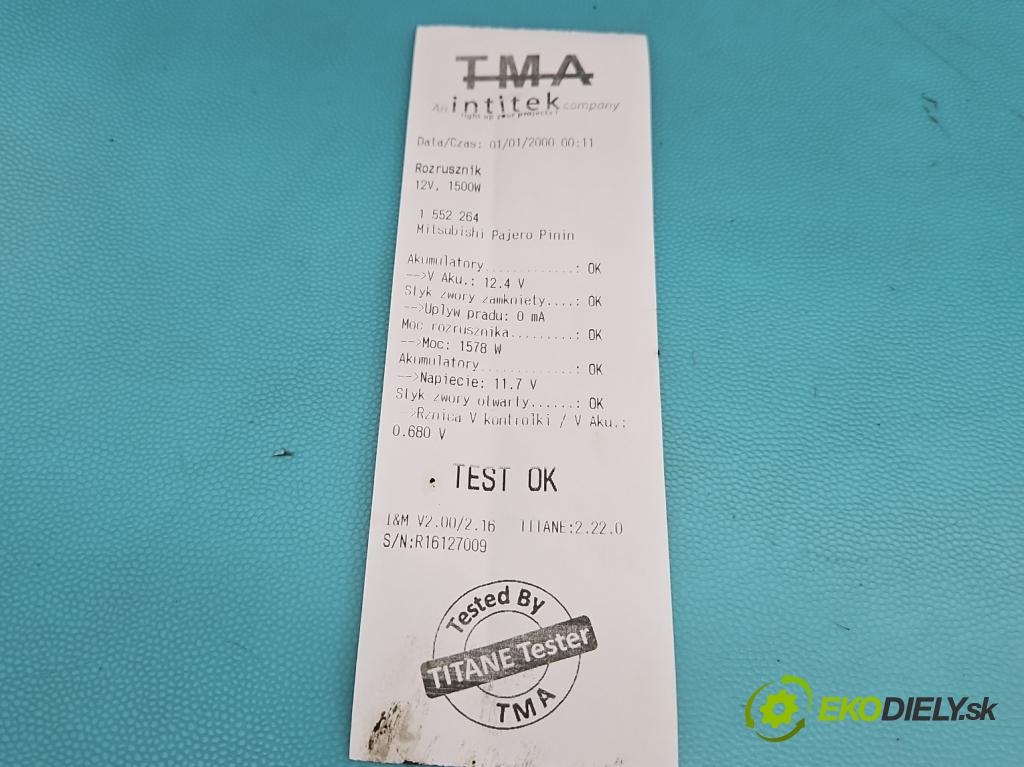 TMA
An intitek company
light up your projects!
Data/Czas: 01/01/2000 00:11
Rozrusznik
12V, 1500W
1 552 264
Mitsubishi Pajero Pinin
Akumulatory.............: OK
-->V Aku.: 12.4 V
Styk zwory zamkniety....: OK
-->Uplyw pradu: 0 mA
Moc rozrusznika.........: OK
-->Moc: 1578 W
Akumulatory.............: OK
-->Napiecie: 11.7 V
Styk zwory otwarty......: OK
-->Rznica V kontrolki / V Aku.:
0.680 V
TEST OK
I&M V2.00/2.16 TITANE:2.22.0
S/N:R16127009
Tested By
TITANE Tester
TMA
EKODIELY.sk